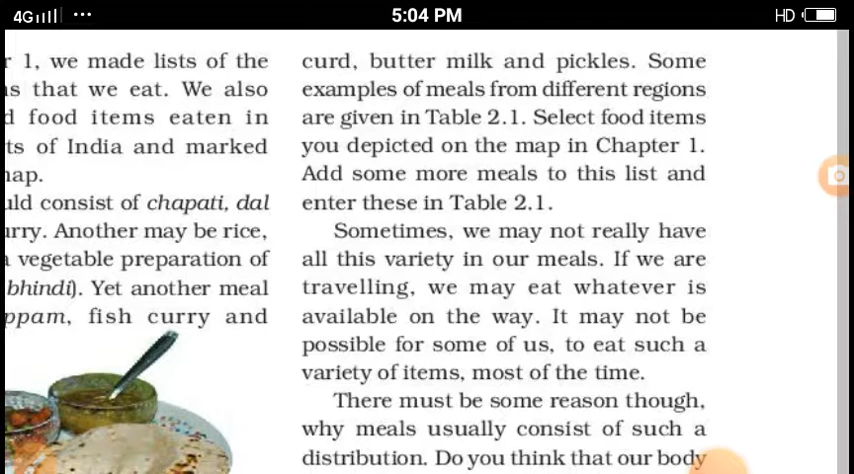 4G
5:04 PM
HD
1, we made lists of the
that we eat. We also
food items eaten in
of India and marked
consist of chapati, dal
Another may be rice,
vegetable preparation of
bhindi). Yet another meal
fish curry and
curd, butter milk and pickles. Some
examples of meals from different regions
are given in Table 2.1. Select food items
you depicted on the map in Chapter 1.
Add some more meals to this list and
enter these in Table 2.1.
Sometimes, we may not really have
all this variety in our meals. If we are
travelling, we may eat whatever is
available on the way. It may not be
possible for some of us, to eat such a
variety of items, most of the time.
There must be some reason though,
why meals usually consist of such a
distribution. Do you think that our body